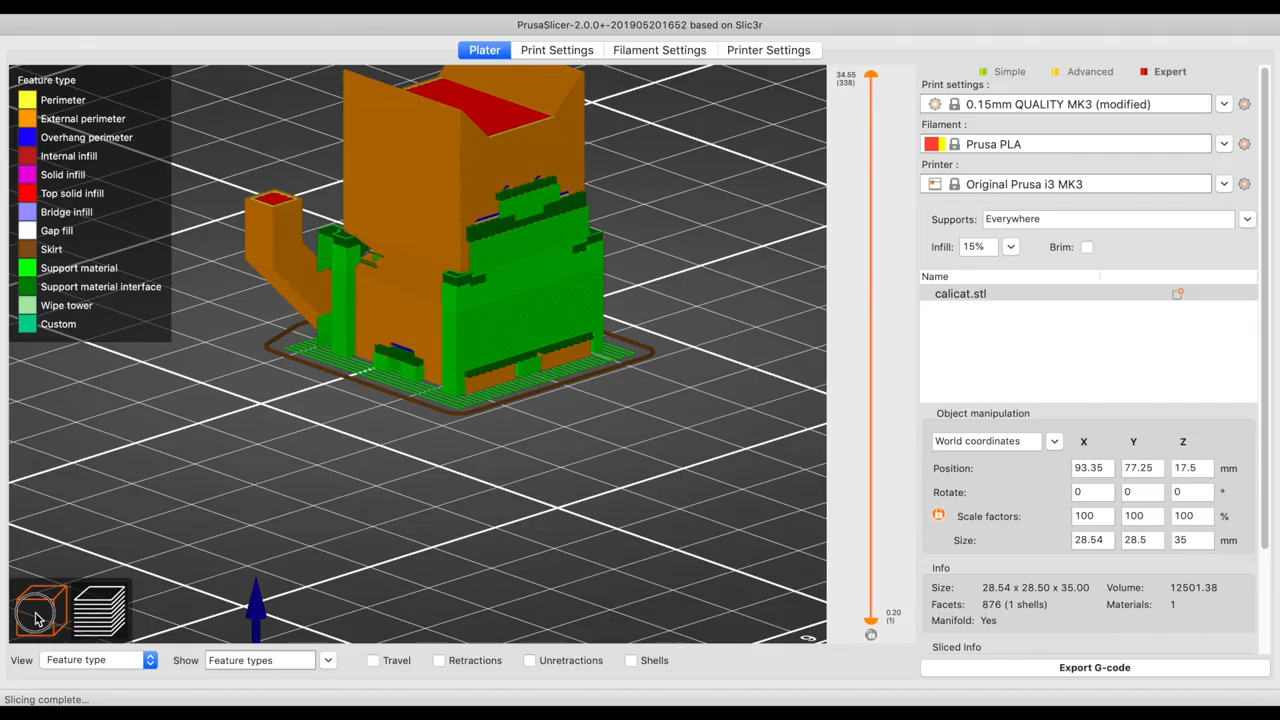 PrusaSlicer-2.0.0+-201905201652 based on Slic3r
Plater Print Settings Filament Settings Printer Settings
Feature type
Perimeter
External perimeter
Overhang perimeter
Internal infill
Solid infill
Top solid infill
Bridge infill
Gap fill
Skirt
Support material
Support material interface
Wipe tower
Custom
34.55
(338)
0.20
(1)
Simple Advanced Expert
Print settings :
0.15mm QUALITY MK3 (modified)
Filament :
Prusa PLA
Printer :
Original Prusa i3 MK3
Supports: Everywhere
Infill: 15% Brim:
Name
calicat.stl
Object manipulation
World coordinates X Y Z
Position: 93.35 77.25 17.5 mm
Rotate: 0 0 0 °
Scale factors: 100 100 100 %
Size: 28.54 28.5 35 mm
Info
Size: 28.54 x 28.50 x 35.00 Volume: 12501.38
Facets: 876 (1 shells) Materials: 1
Manifold: Yes
Sliced Info
Export G-code
View Feature type Show Feature types Travel Retractions Unretractions Shells
Slicing complete...